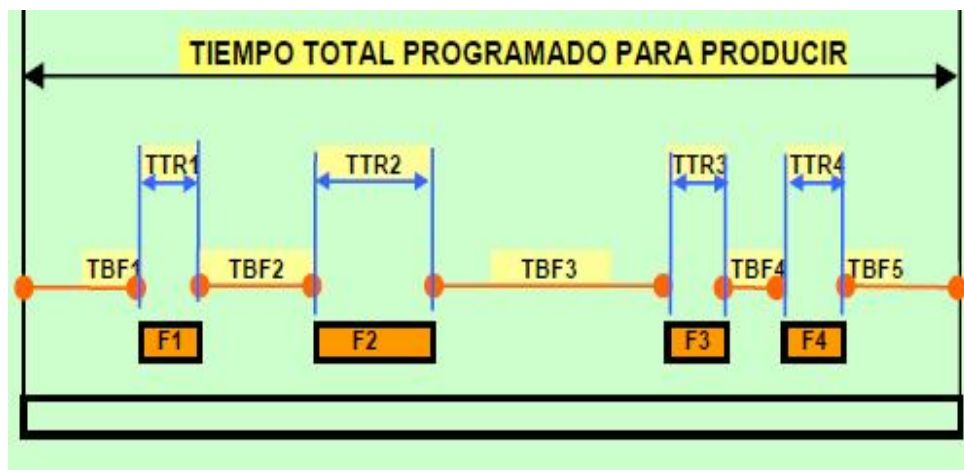 TIEMPO TOTAL PROGRAMADO PARA PRODUCIR
TTR1 TTR2 TTR3 TTR4
TBF1 TBF2 TBF3 TBF4 TBF5
F1 F2 F3 F4